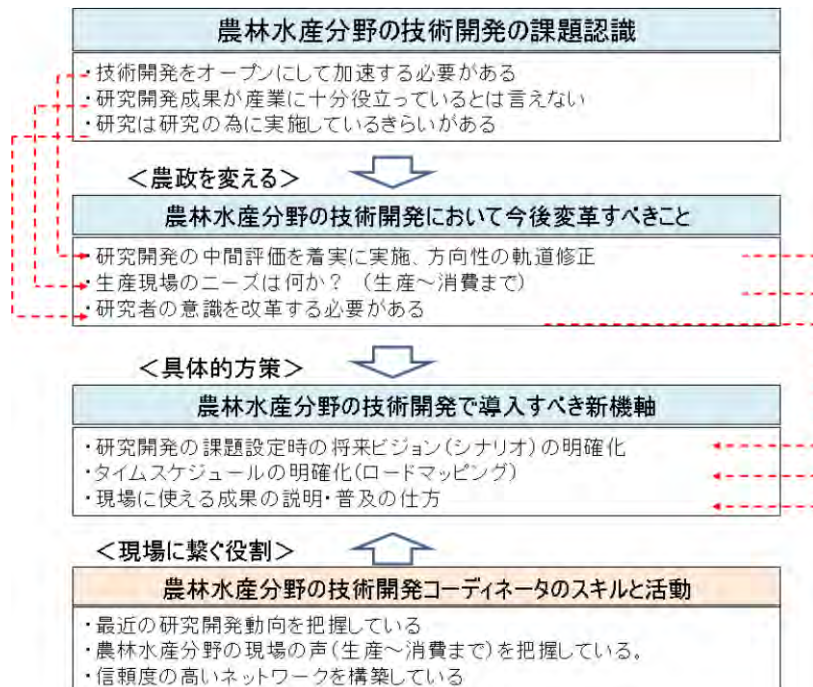 農林水産分野の技術開発の課題認識
・技術開発をオープンにして加速する必要がある
・研究開発成果が産業に十分役立っているとは言えない
・研究は研究の為に実施しているきらいがある
＜農政を変える＞
農林水産分野の技術開発において今後変革すべきこと
・研究開発の中間評価を着実に実施、方向性の軌道修正
・生産現場のニーズは何か？ （生産～消費まで）
・研究者の意識を改革する必要がある
＜具体的方策＞
農林水産分野の技術開発で導入すべき新機軸
・研究開発の課題設定時の将来ビジョン（シナリオ）の明確化
・タイムスケジュールの明確化（ロードマッピング）
・現場に使える成果の説明・普及の仕方
＜現場に繋ぐ役割＞
農林水産分野の技術開発コーディネータのスキルと活動
・最近の研究開発動向を把握している
・農林水産分野の現場の声（生産～消費まで）を把握している。
・信頼度の高いネットワークを構築している